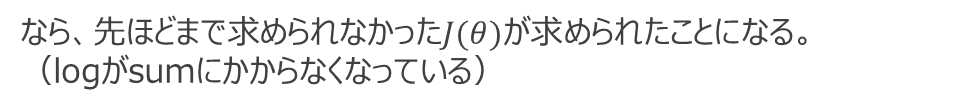 なら、先ほどまで求められなかったJ(θ)が求められたことになる。
（logがsumにかからなくなっている）